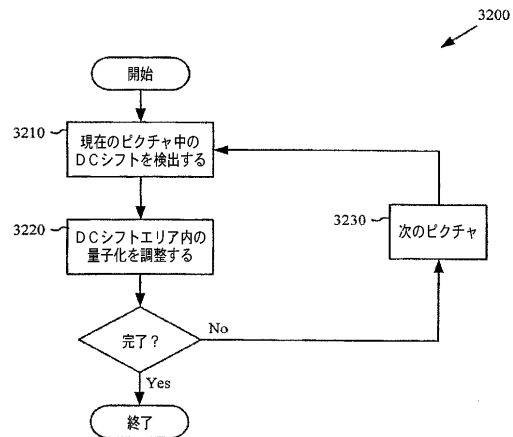 3200
開始
3210
現在のピクチャ中の
DCシフトを検出する
3220
DCシフトエリア内の
量子化を調整する
3230
次のピクチャ
完了?
No
Yes
終了